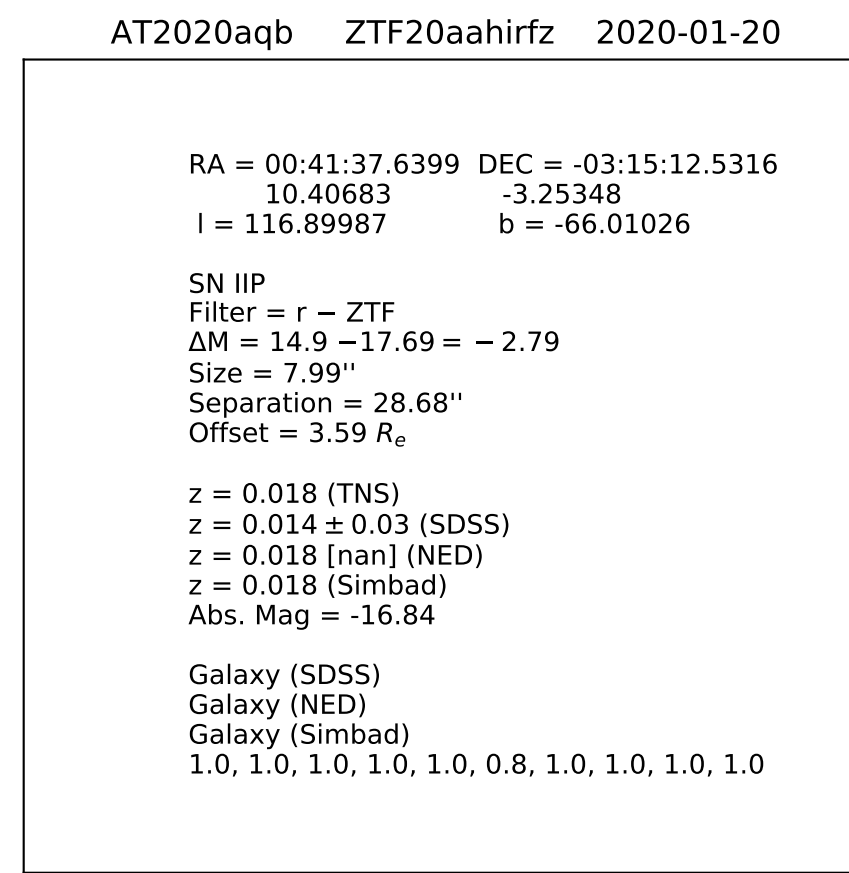 AT2020aqb ZTF20aahirfz 2020-01-20
RA = 00:41:37.6399 DEC = -03:15:12.5316
10.40683 -3.25348
l = 116.89987 b = -66.01026
SN IIP
Filter = r − ZTF
ΔM = 14.9 −17.69 = − 2.79
Size = 7.99''
Separation = 28.68''
Offset = 3.59 Rₑ
z = 0.018 (TNS)
z = 0.014 ± 0.03 (SDSS)
z = 0.018 [nan] (NED)
z = 0.018 (Simbad)
Abs. Mag = -16.84
Galaxy (SDSS)
Galaxy (NED)
Galaxy (Simbad)
1.0, 1.0, 1.0, 1.0, 1.0, 0.8, 1.0, 1.0, 1.0, 1.0